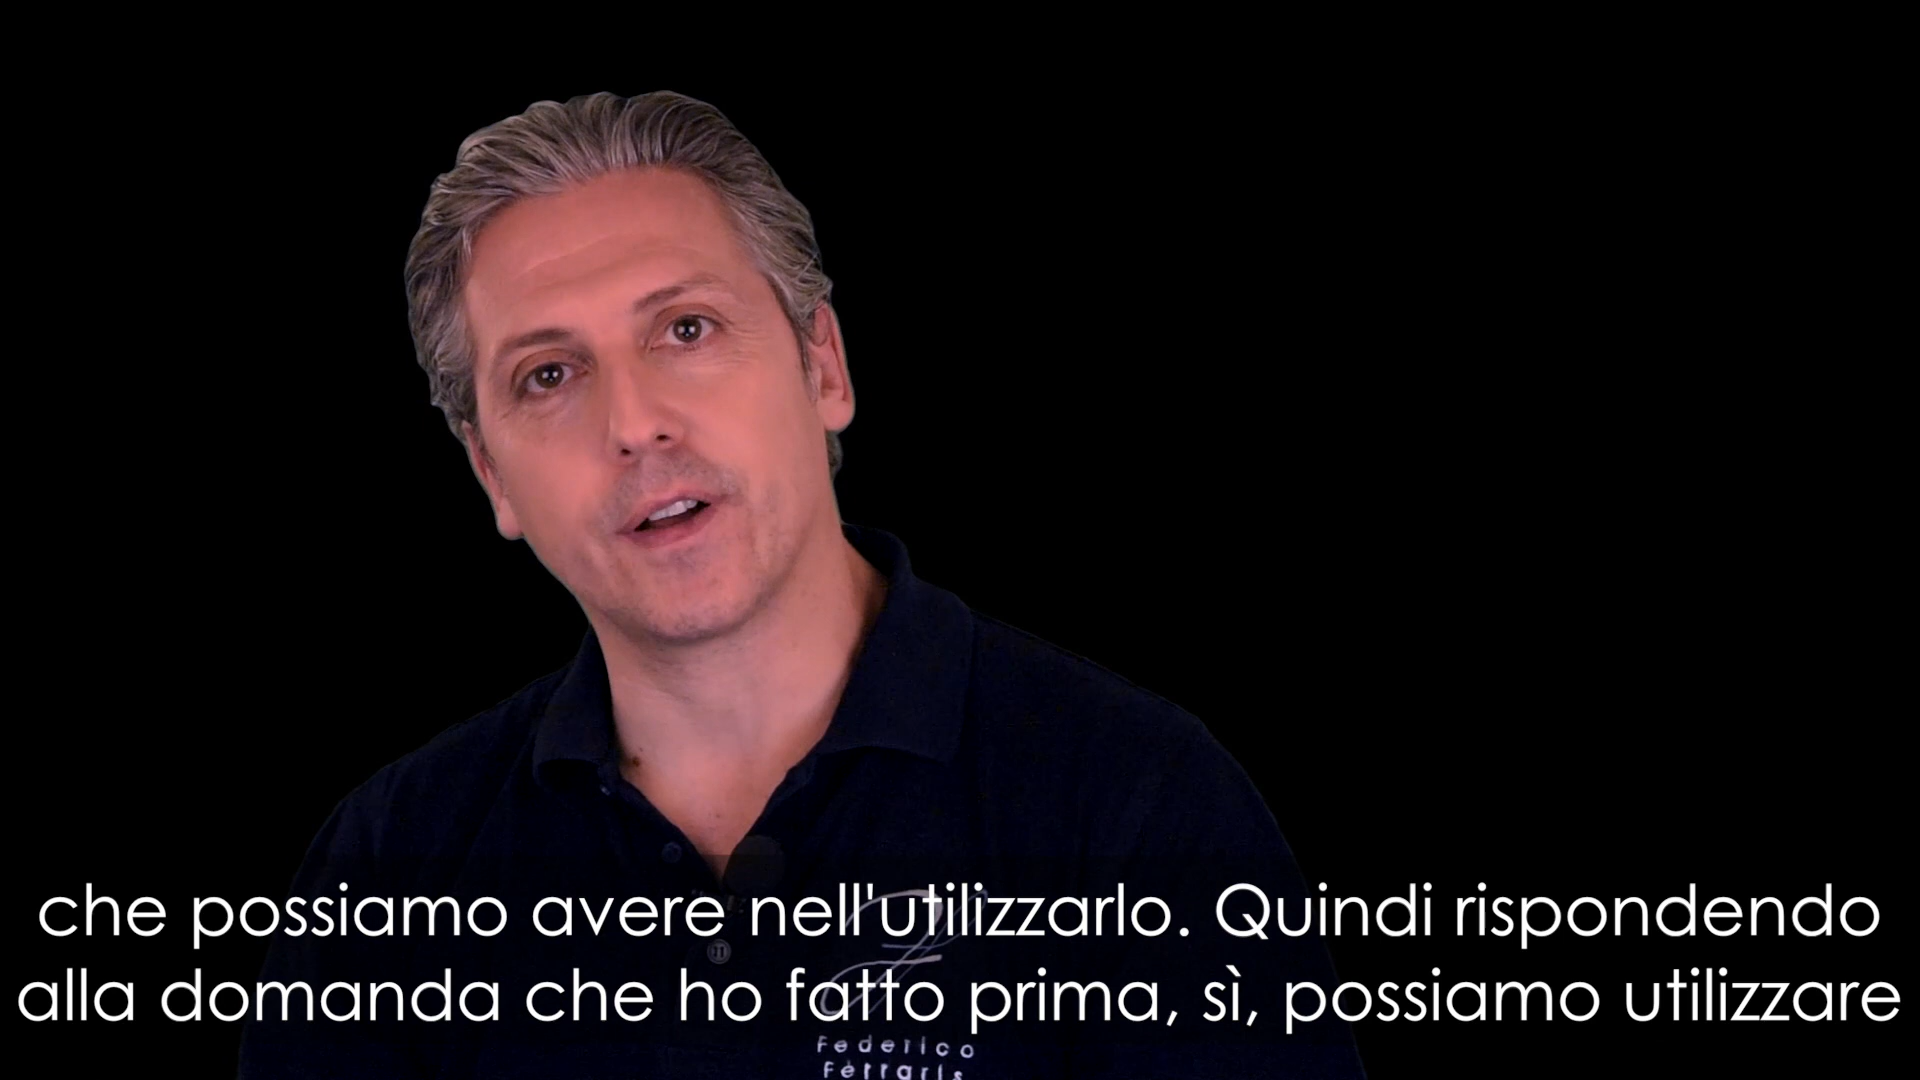 che possiamo avere nell'utilizzarlo. Quindi rispondendo
alla domanda che ho fatto prima, sì, possiamo utilizzare
Federico
Ferraris